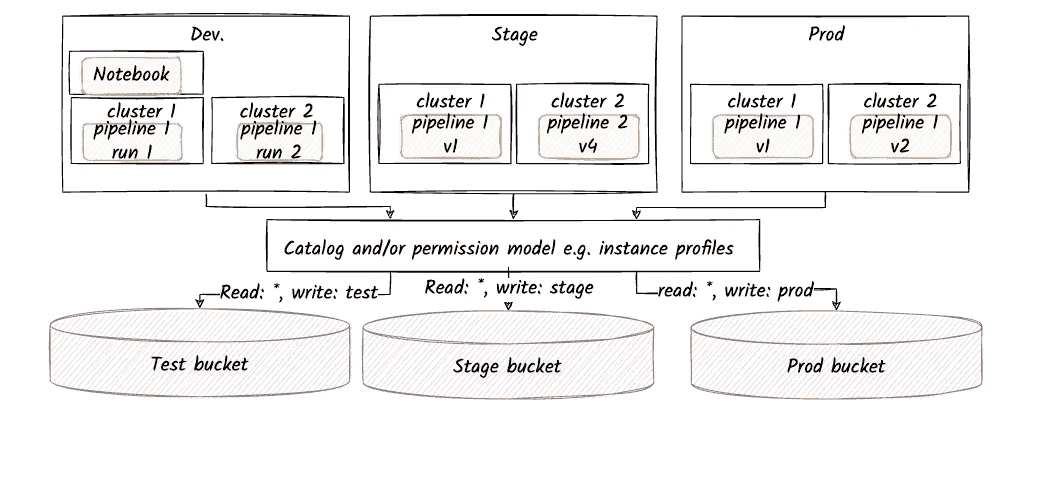 Dev.
Notebook
cluster 1
pipeline 1
run 1
cluster 2
pipeline 1
run 2
Stage
cluster 1
pipeline 1
v1
cluster 2
pipeline 2
v4
Prod
cluster 1
pipeline 1
v1
cluster 2
pipeline 1
v2
Catalog and/or permission model e.g. instance profiles
Read: *, write: test
Read: *, write: stage
read: *, write: prod
Test bucket
Stage bucket
Prod bucket